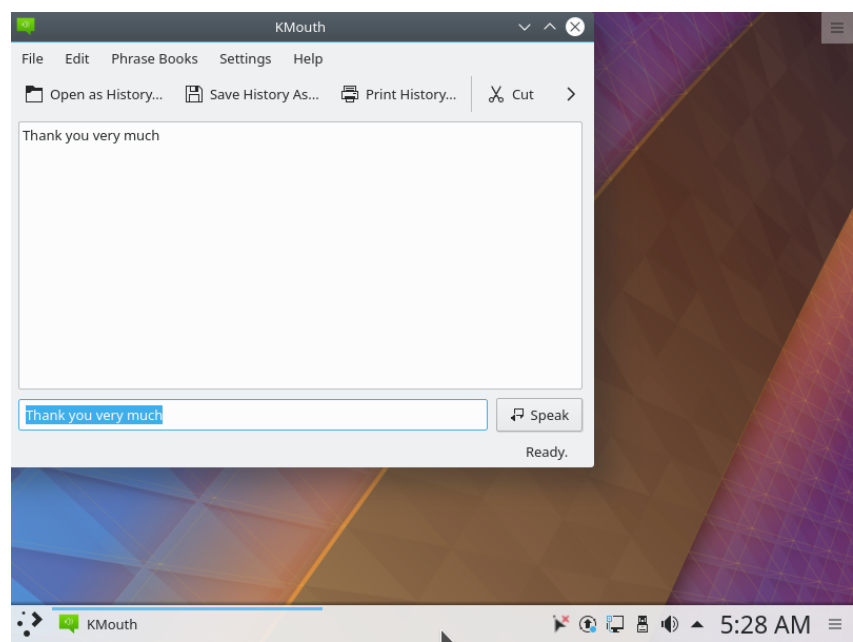 KMouth
File Edit Phrase Books Settings Help
Open as History... Save History As... Print History... Cut
Thank you very much
Thank you very much Speak
Ready.
KMouth 5:28 AM